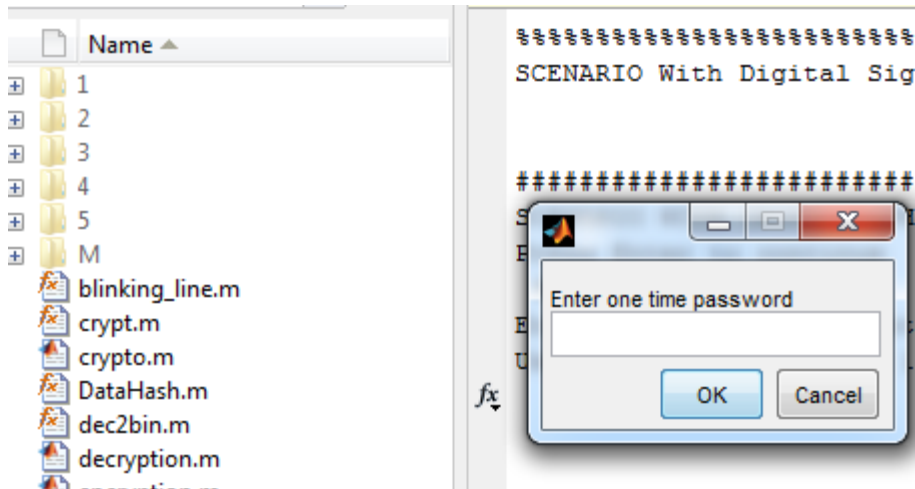 Name
1
2
3
4
5
M
blinking_line.m
crypt.m
crypto.m
DataHash.m
dec2bin.m
decryption.m
%%%%%%%%%%%%%%%%%%%%%%%%%
SCENARIO With Digital Sig
#########################
Enter one time password
OK
Cancel
fx